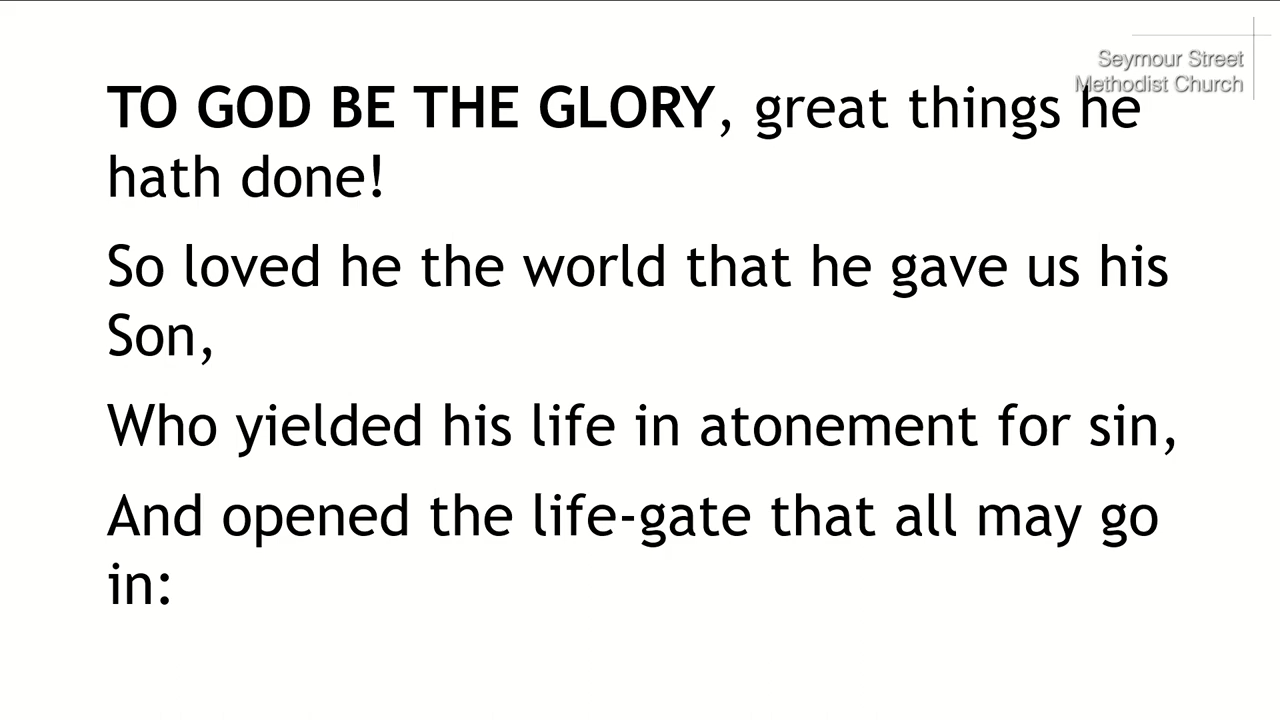 Seymour Street
Methodist Church
TO GOD BE THE GLORY, great things he
hath done!
So loved he the world that he gave us his
Son,
Who yielded his life in atonement for sin,
And opened the life-gate that all may go
in: